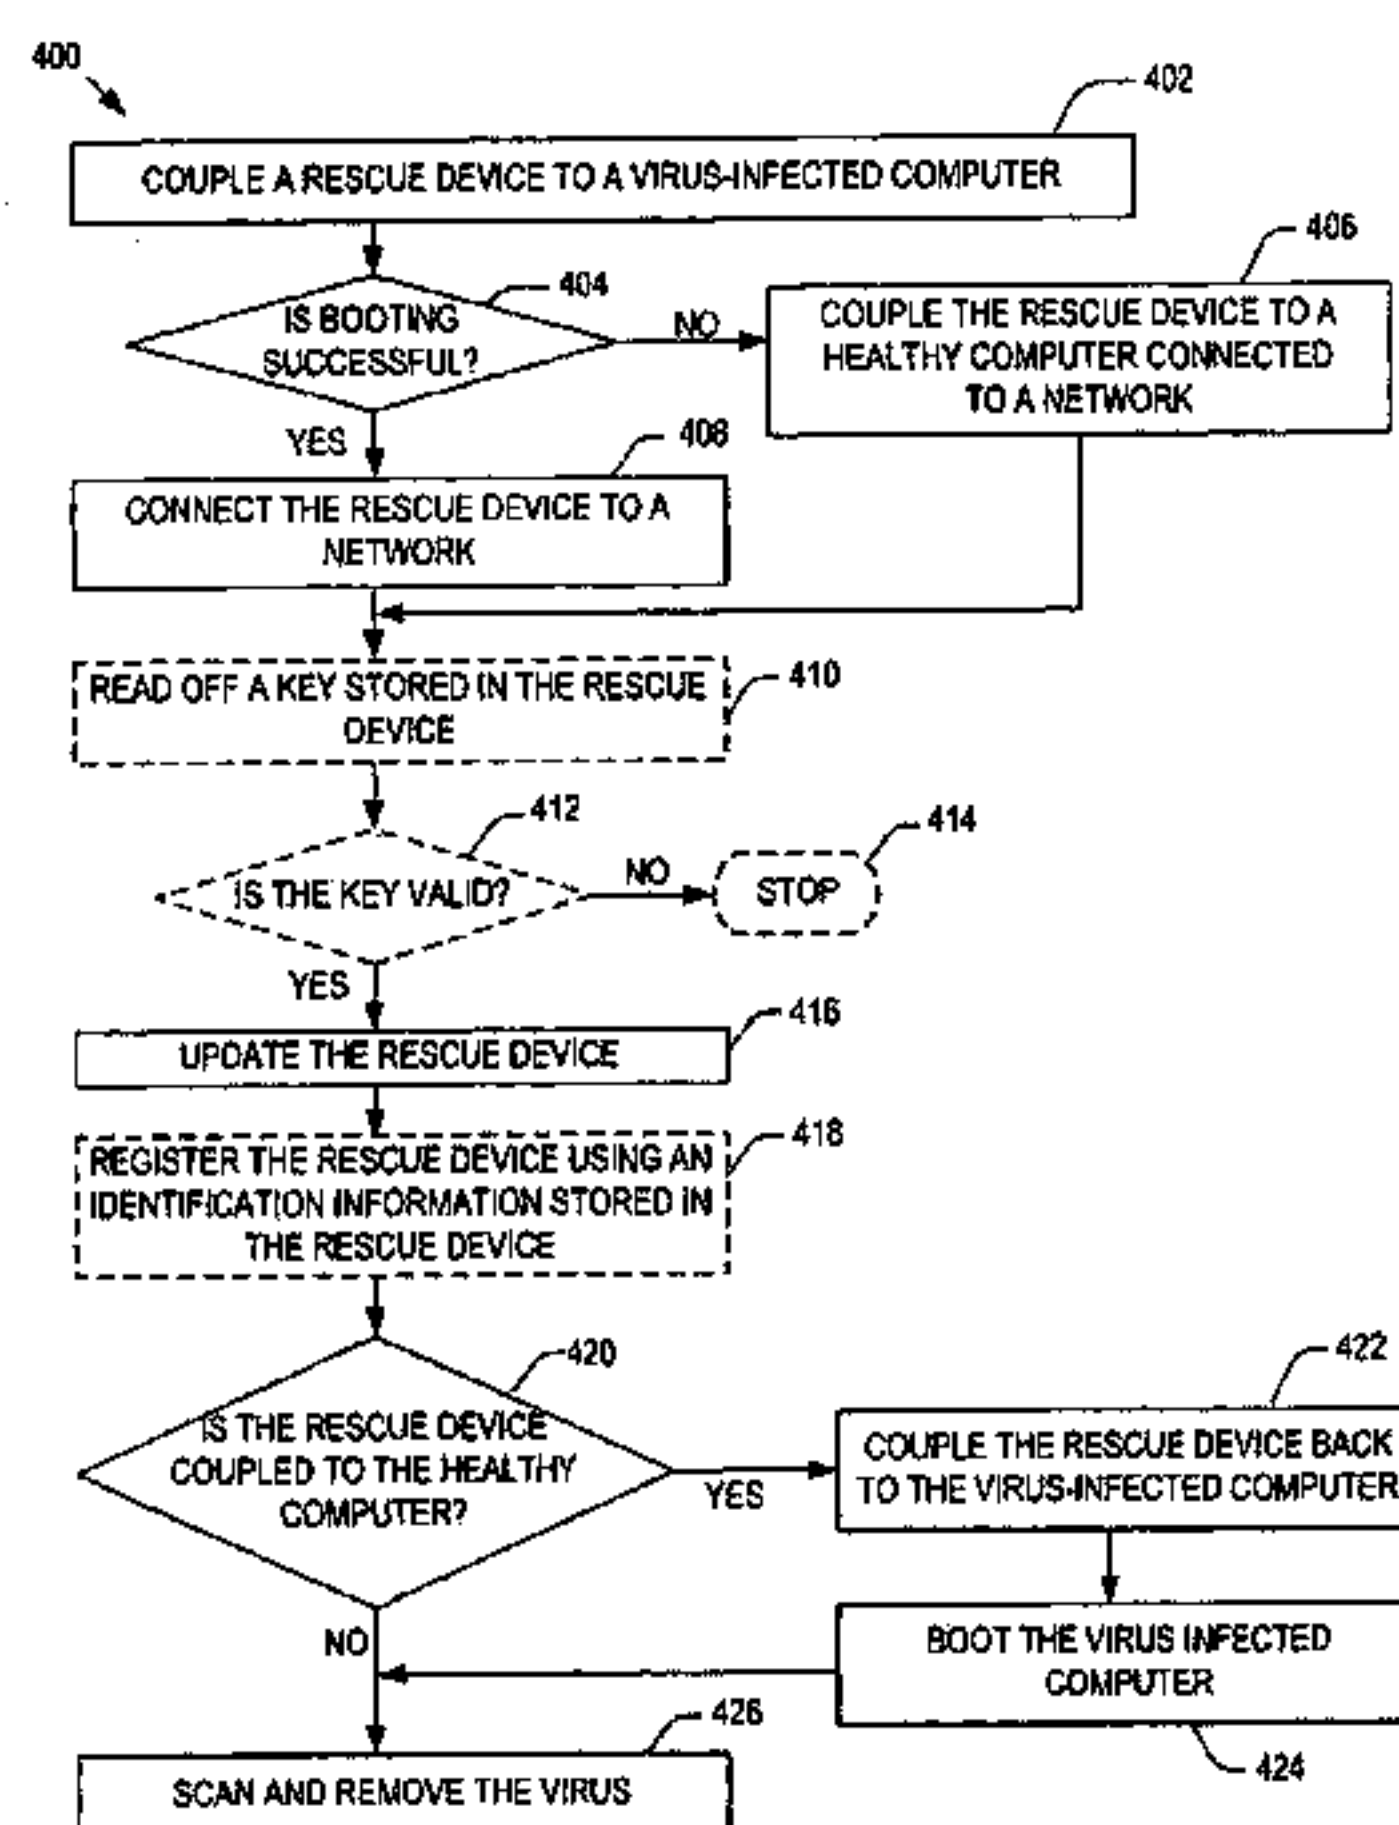 400
402
COUPLE A RESCUE DEVICE TO A VIRUS-INFECTED COMPUTER
404
IS BOOTING
SUCCESSFUL?
NO
406
COUPLE THE RESCUE DEVICE TO A
HEALTHY COMPUTER CONNECTED
TO A NETWORK
YES
408
CONNECT THE RESCUE DEVICE TO A
NETWORK
READ OFF A KEY STORED IN THE RESCUE
DEVICE
410
412
IS THE KEY VALID?
NO
414
STOP
YES
416
UPDATE THE RESCUE DEVICE
418
REGISTER THE RESCUE DEVICE USING AN
IDENTIFICATION INFORMATION STORED IN
THE RESCUE DEVICE
420
IS THE RESCUE DEVICE
COUPLED TO THE HEALTHY
COMPUTER?
YES
422
COUPLE THE RESCUE DEVICE BACK
TO THE VIRUS-INFECTED COMPUTER
NO
BOOT THE VIRUS INFECTED
COMPUTER
424
426
SCAN AND REMOVE THE VIRUS